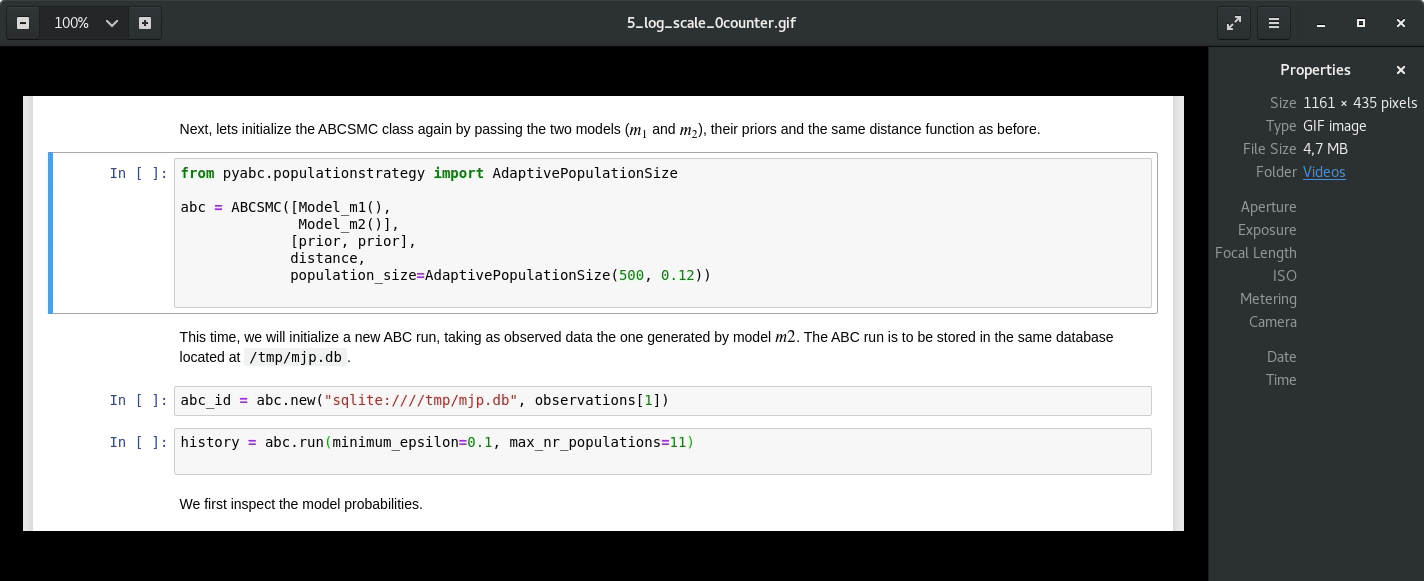 100%
5_log_scale_0counter.gif
Next, lets initialize the ABCSMC class again by passing the two models (m1 and m2), their priors and the same distance function as before.
In [ ]:
from pyabc.populationstrategy import AdaptivePopulationSize
abc = ABCSMC([Model_m1(),
Model_m2()],
[prior, prior],
distance,
population_size=AdaptivePopulationSize(500, 0.12))
This time, we will initialize a new ABC run, taking as observed data the one generated by model m2. The ABC run is to be stored in the same database
located at /tmp/mjp.db.
In [ ]: abc_id = abc.new("sqlite:////tmp/mjp.db", observations[1])
In [ ]: history = abc.run(minimum_epsilon=0.1, max_nr_populations=11)
We first inspect the model probabilities.
Properties
Size 1161 × 435 pixels
Type GIF image
File Size 4,7 MB
Folder Videos
Aperture
Exposure
Focal Length
ISO
Metering
Camera
Date
Time